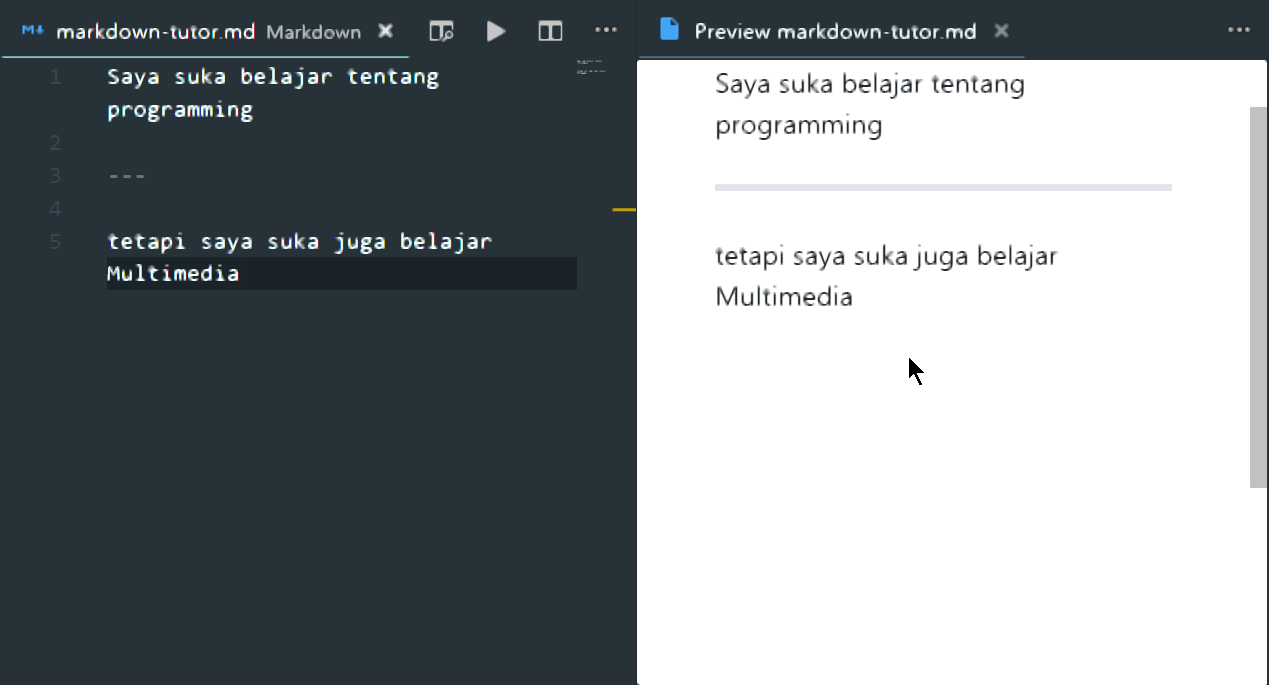 markdown-tutor.md Markdown
Preview markdown-tutor.md
1 Saya suka belajar tentang
programming
2
3 ---
4
5 tetapi saya suka juga belajar
Multimedia
Saya suka belajar tentang
programming
tetapi saya suka juga belajar
Multimedia